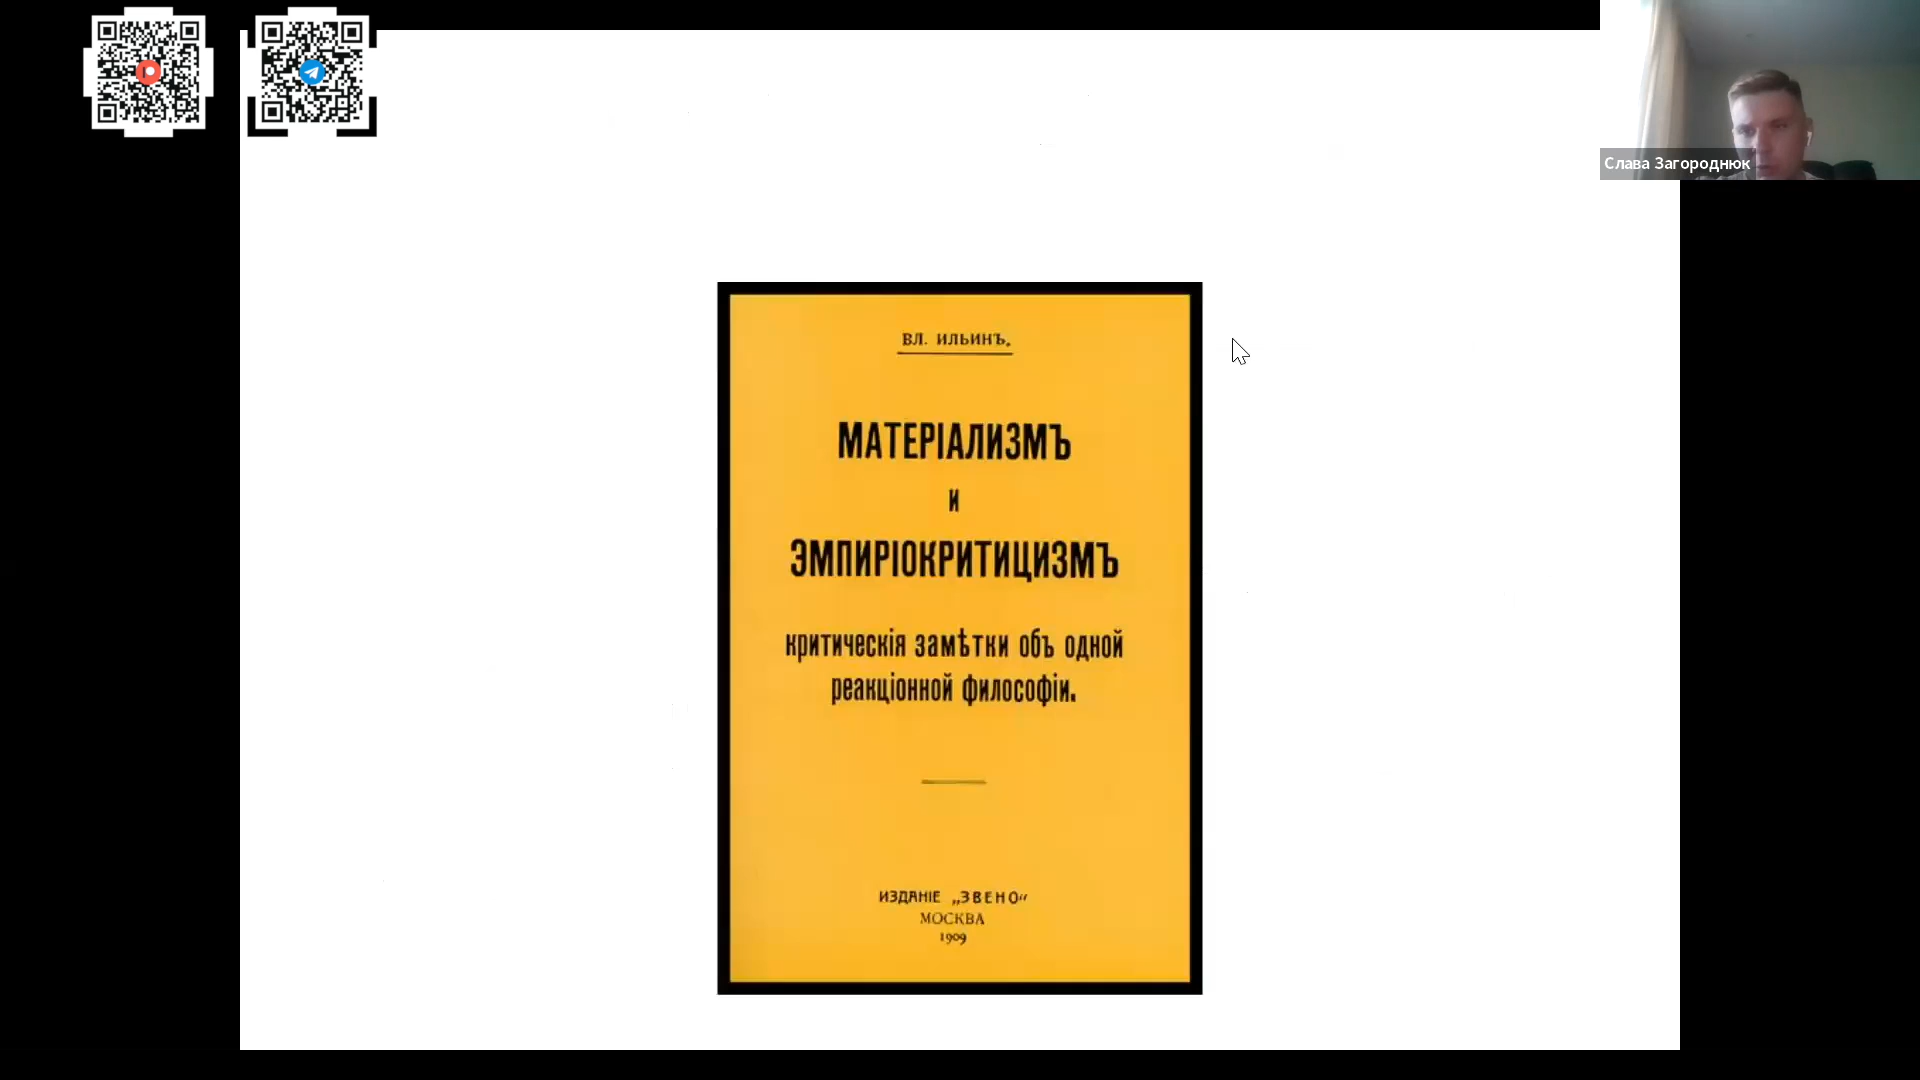 Слава Загороднюк
ВЛ. ИЛЬИНЪ.
МАТЕРІАЛИЗМЪ
и
ЭМПИРІОКРИТИЦИЗМЪ
критическія замѣтки объ одной
реакціонной философіи.
ИЗДАНІЕ „ЗВЕНО“
МОСКВА
1909